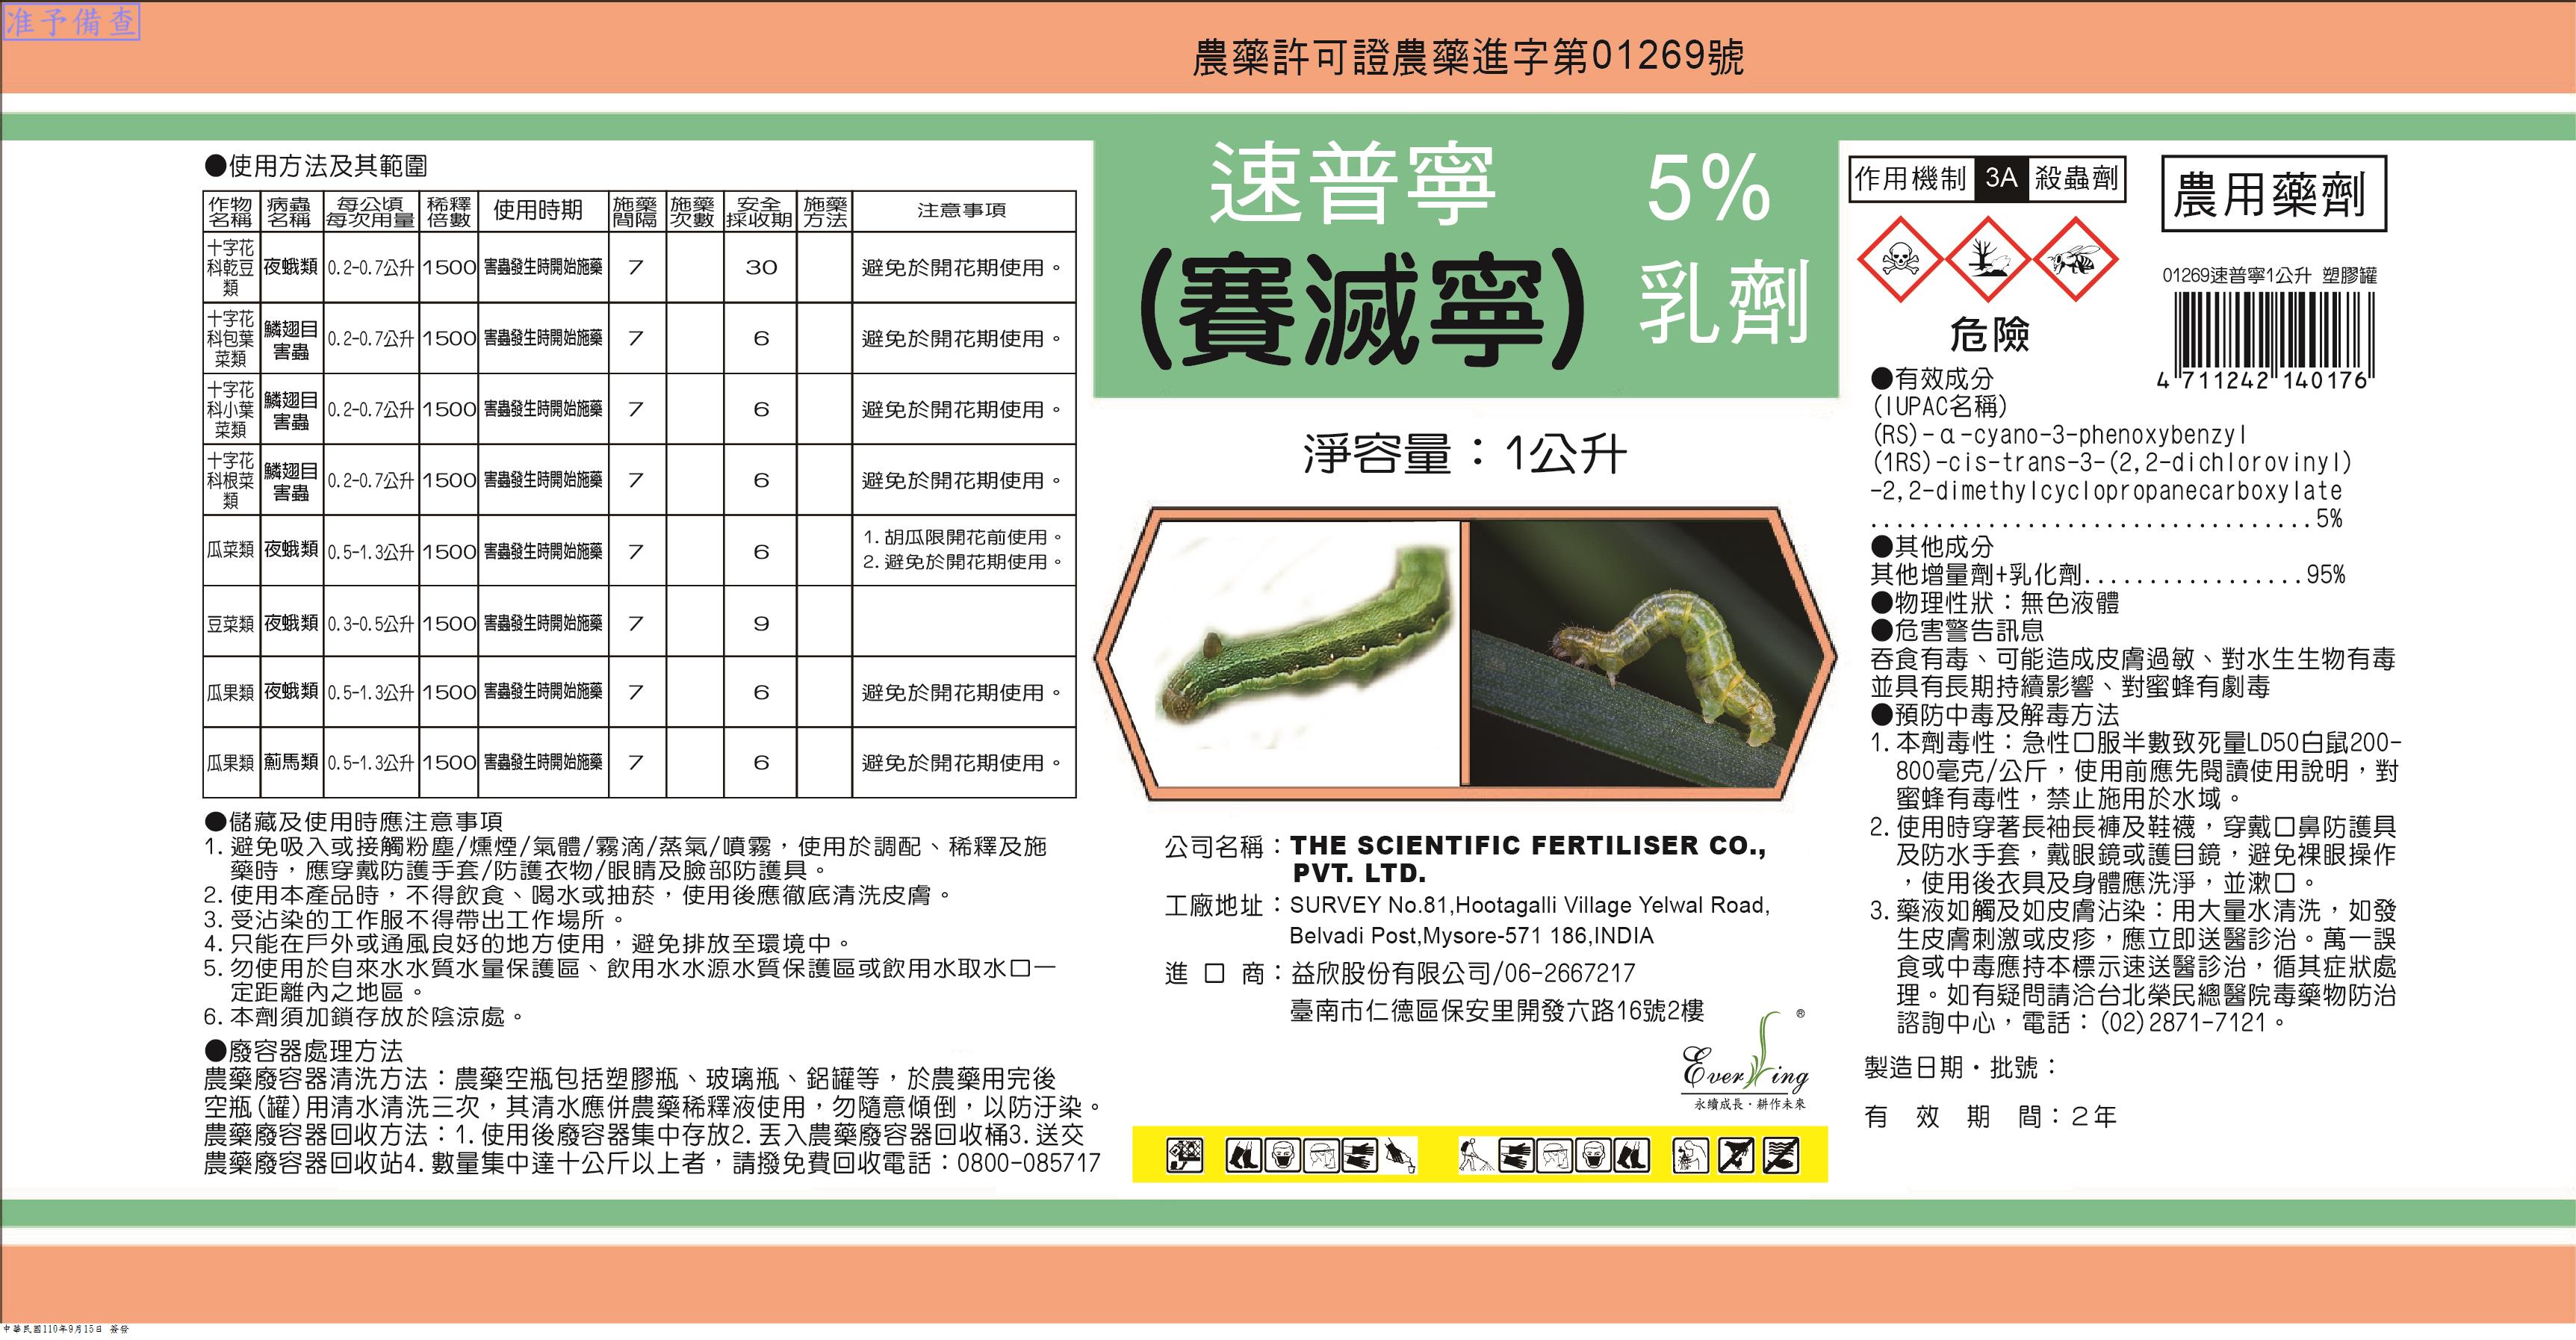 准予備查
農藥許可證農藥進字第01269號
●使用方法及其範圍
作物名稱 病蟲名稱 每公頃每次用量 稀釋倍數 使用時期 施藥間隔 施藥次數 安全採收期 施藥方法 注意事項
十字花科乾豆類 夜蛾類 0.2-0.7公升 1500 害蟲發生時開始施藥 7 30 避免於開花期使用。
十字花科包葉菜類 鱗翅目害蟲 0.2-0.7公升 1500 害蟲發生時開始施藥 7 6 避免於開花期使用。
十字花科小葉菜類 鱗翅目害蟲 0.2-0.7公升 1500 害蟲發生時開始施藥 7 6 避免於開花期使用。
十字花科根菜類 鱗翅目害蟲 0.2-0.7公升 1500 害蟲發生時開始施藥 7 6 避免於開花期使用。
瓜菜類 夜蛾類 0.5-1.3公升 1500 害蟲發生時開始施藥 7 6 1.胡瓜限開花前使用。 2.避免於開花期使用。
豆菜類 夜蛾類 0.3-0.5公升 1500 害蟲發生時開始施藥 7 9
瓜果類 夜蛾類 0.5-1.3公升 1500 害蟲發生時開始施藥 7 6 避免於開花期使用。
瓜果類 薊馬類 0.5-1.3公升 1500 害蟲發生時開始施藥 7 6 避免於開花期使用。
●儲藏及使用時應注意事項
1.避免吸入或接觸粉塵/燻煙/氣體/霧滴/蒸氣/噴霧，使用於調配、稀釋及施
藥時，應穿戴防護手套/防護衣物/眼睛及臉部防護具。
2.使用本產品時，不得飲食、喝水或抽菸，使用後應徹底清洗皮膚。
3.受沾染的工作服不得帶出工作場所。
4.只能在戶外或通風良好的地方使用，避免排放至環境中。
5.勿使用於自來水水質水量保護區、飲用水水源水質保護區或飲用水取水口一
定距離內之地區。
6.本劑須加鎖存放於陰涼處。
●廢容器處理方法
農藥廢容器清洗方法：農藥空瓶包括塑膠瓶、玻璃瓶、鋁罐等，於農藥用完後
空瓶(罐)用清水清洗三次，其清水應併農藥稀釋液使用，勿隨意傾倒，以防汙染。
農藥廢容器回收方法：1.使用後廢容器集中存放2.丟入農藥廢容器回收桶3.送交
農藥廢容器回收站4.數量集中達十公斤以上者，請撥免費回收電話：0800-085717
速普寧 5%
(賽滅寧) 乳劑
淨容量：1公升
公司名稱：THE SCIENTIFIC FERTILISER CO.,
PVT. LTD.
工廠地址：SURVEY No.81,Hootagalli Village Yelwal Road,
Belvadi Post,Mysore-571 186,INDIA
進口商：益欣股份有限公司/06-2667217
臺南市仁德區保安里開發六路16號2樓
®
Ever ing
永續成長·耕作未來
作用機制 3A 殺蟲劑
農用藥劑
危險
01269速普寧1公升 塑膠罐
4 711242 140176
●有效成分
(IUPAC名稱)
(RS)-α-cyano-3-phenoxybenzyl
(1RS)-cis-trans-3-(2,2-dichlorovinyl)
-2,2-dimethylcyclopropanecarboxylate
..................................5%
●其他成分
其他增量劑+乳化劑.................95%
●物理性狀：無色液體
●危害警告訊息
吞食有毒、可能造成皮膚過敏、對水生生物有毒
並具有長期持續影響、對蜜蜂有劇毒
●預防中毒及解毒方法
1.本劑毒性：急性口服半數致死量LD50白鼠200-
800毫克/公斤，使用前應先閱讀使用說明，對
蜜蜂有毒性，禁止施用於水域。
2.使用時穿著長袖長褲及鞋襪，穿戴口鼻防護具
及防水手套，戴眼鏡或護目鏡，避免裸眼操作
，使用後衣具及身體應洗淨，並漱口。
3.藥液如觸及如皮膚沾染：用大量水清洗，如發
生皮膚刺激或皮疹，應立即送醫診治。萬一誤
食或中毒應持本標示速送醫診治，循其症狀處
理。如有疑問請洽台北榮民總醫院毒藥物防治
諮詢中心，電話：(02)2871-7121。
製造日期·批號：
有效期間：2年
中華民國110年9月15日 簽發